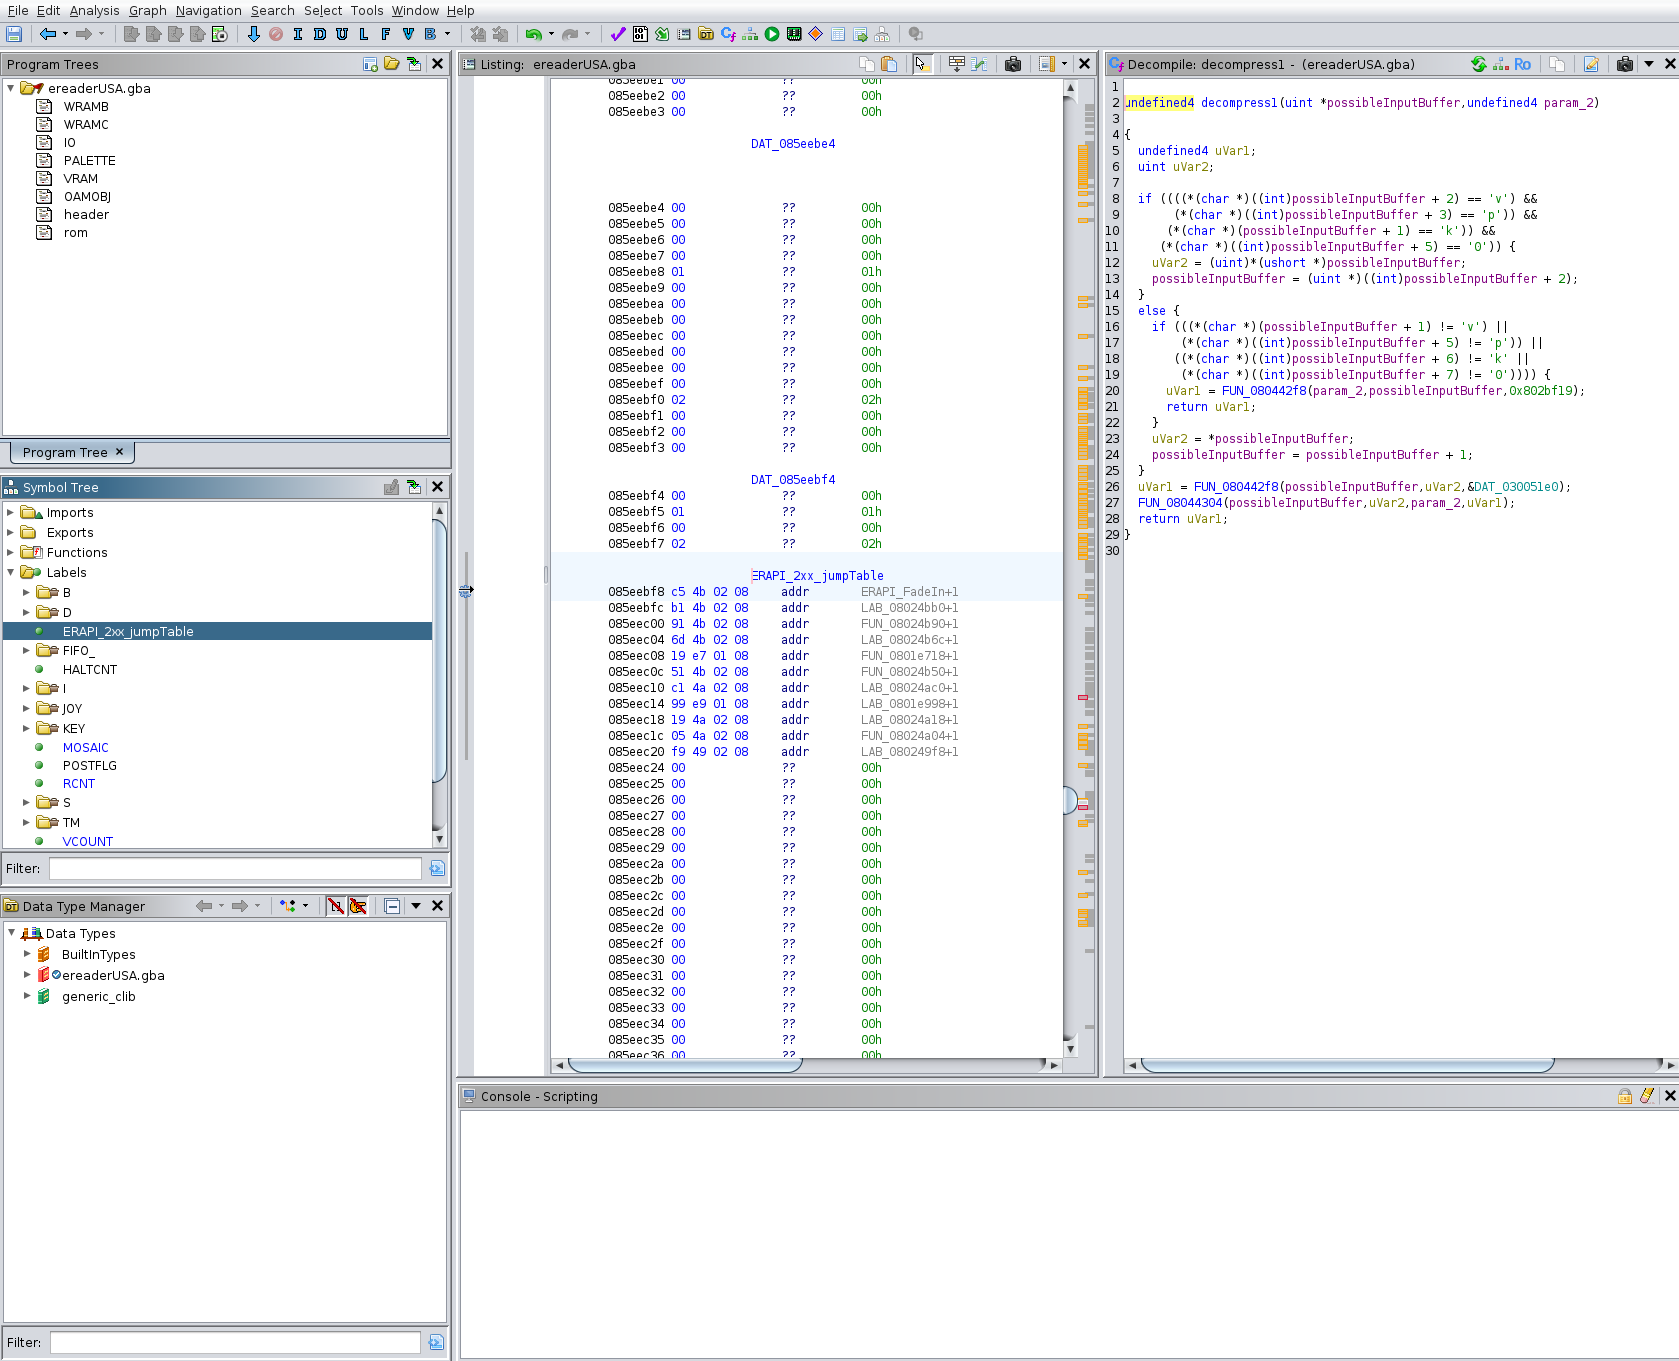 File Edit Analysis Graph Navigation Search Select Tools Window Help
I D U L F V B
Program Trees
ereaderUSA.gba
WRAMB
WRAMC
IO
PALETTE
VRAM
OAMOBJ
header
rom
Program Tree
Symbol Tree
Imports
Exports
Functions
Labels
B
D
ERAPI_2xx_jumpTable
FIFO_
HALTCNT
I
JOY
KEY
MOSAIC
POSTFLG
RCNT
S
TM
VCOUNT
Filter:
Data Type Manager
Data Types
BuiltInTypes
ereaderUSA.gba
generic_clib
Filter:
Listing: ereaderUSA.gba
085eebe1 00 ?? 00h
085eebe2 00 ?? 00h
085eebe3 00 ?? 00h
DAT_085eebe4
085eebe4 00 ?? 00h
085eebe5 00 ?? 00h
085eebe6 00 ?? 00h
085eebe7 00 ?? 00h
085eebe8 01 ?? 01h
085eebe9 00 ?? 00h
085eebea 00 ?? 00h
085eebeb 00 ?? 00h
085eebec 00 ?? 00h
085eebed 00 ?? 00h
085eebee 00 ?? 00h
085eebef 00 ?? 00h
085eebf0 02 ?? 02h
085eebf1 00 ?? 00h
085eebf2 00 ?? 00h
085eebf3 00 ?? 00h
DAT_085eebf4
085eebf4 00 ?? 00h
085eebf5 01 ?? 01h
085eebf6 00 ?? 00h
085eebf7 02 ?? 02h
ERAPI_2xx_jumpTable
085eebf8 c5 4b 02 08 addr ERAPI_FadeIn+1
085eebfc b1 4b 02 08 addr LAB_08024bb0+1
085eec00 91 4b 02 08 addr FUN_08024b90+1
085eec04 6d 4b 02 08 addr LAB_08024b6c+1
085eec08 19 e7 01 08 addr FUN_0801e718+1
085eec0c 51 4b 02 08 addr FUN_08024b50+1
085eec10 c1 4a 02 08 addr LAB_08024ac0+1
085eec14 99 e9 01 08 addr LAB_0801e998+1
085eec18 19 4a 02 08 addr LAB_08024a18+1
085eec1c 05 4a 02 08 addr FUN_08024a04+1
085eec20 f9 49 02 08 addr LAB_080249f8+1
085eec24 00 ?? 00h
085eec25 00 ?? 00h
085eec26 00 ?? 00h
085eec27 00 ?? 00h
085eec28 00 ?? 00h
085eec29 00 ?? 00h
085eec2a 00 ?? 00h
085eec2b 00 ?? 00h
085eec2c 00 ?? 00h
085eec2d 00 ?? 00h
085eec2e 00 ?? 00h
085eec2f 00 ?? 00h
085eec30 00 ?? 00h
085eec31 00 ?? 00h
085eec32 00 ?? 00h
085eec33 00 ?? 00h
085eec34 00 ?? 00h
085eec35 00 ?? 00h
085eec36 00 ?? 00h
Decompile: decompress1 - (ereaderUSA.gba)
1
2 undefined4 decompress1(uint *possibleInputBuffer,undefined4 param_2)
3
4 {
5 undefined4 uVar1;
6 uint uVar2;
7
8 if ((((*(char *)((int)possibleInputBuffer + 2) == 'v') &&
9 (*(char *)((int)possibleInputBuffer + 3) == 'p')) &&
10 (*(char *)(possibleInputBuffer + 1) == 'k')) &&
11 (*(char *)((int)possibleInputBuffer + 5) == '0')) {
12 uVar2 = (uint)*(ushort *)possibleInputBuffer;
13 possibleInputBuffer = (uint *)((int)possibleInputBuffer + 2);
14 }
15 else {
16 if (((*(char *)(possibleInputBuffer + 1) != 'v') ||
17 (*(char *)((int)possibleInputBuffer + 5) != 'p')) ||
18 ((*(char *)((int)possibleInputBuffer + 6) != 'k' ||
19 (*(char *)((int)possibleInputBuffer + 7) != '0')))) {
20 uVar1 = FUN_080442f8(param_2,possibleInputBuffer,0x802bf19);
21 return uVar1;
22 }
23 uVar2 = *possibleInputBuffer;
24 possibleInputBuffer = possibleInputBuffer + 1;
25 }
26 uVar1 = FUN_080442f8(possibleInputBuffer,uVar2,&DAT_030051e0);
27 FUN_08044304(possibleInputBuffer,uVar2,param_2,uVar1);
28 return uVar1;
29 }
30
Console - Scripting